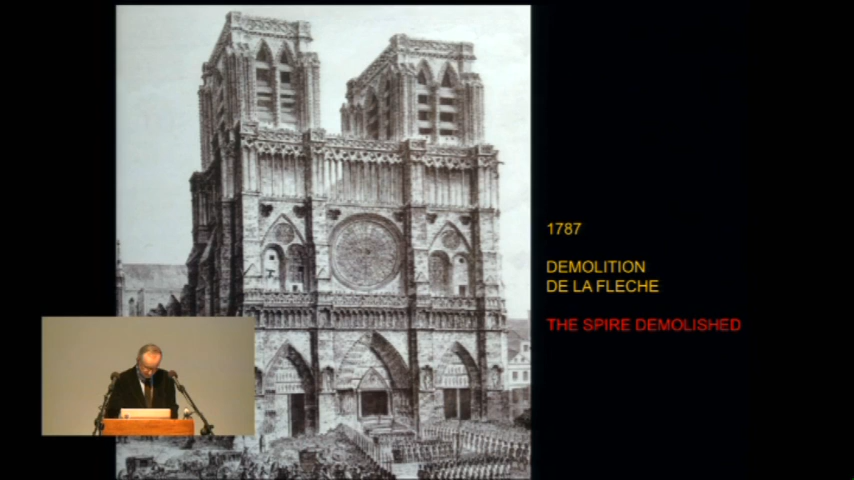 1787
DEMOLITION
DE LA FLECHE
THE SPIRE DEMOLISHED